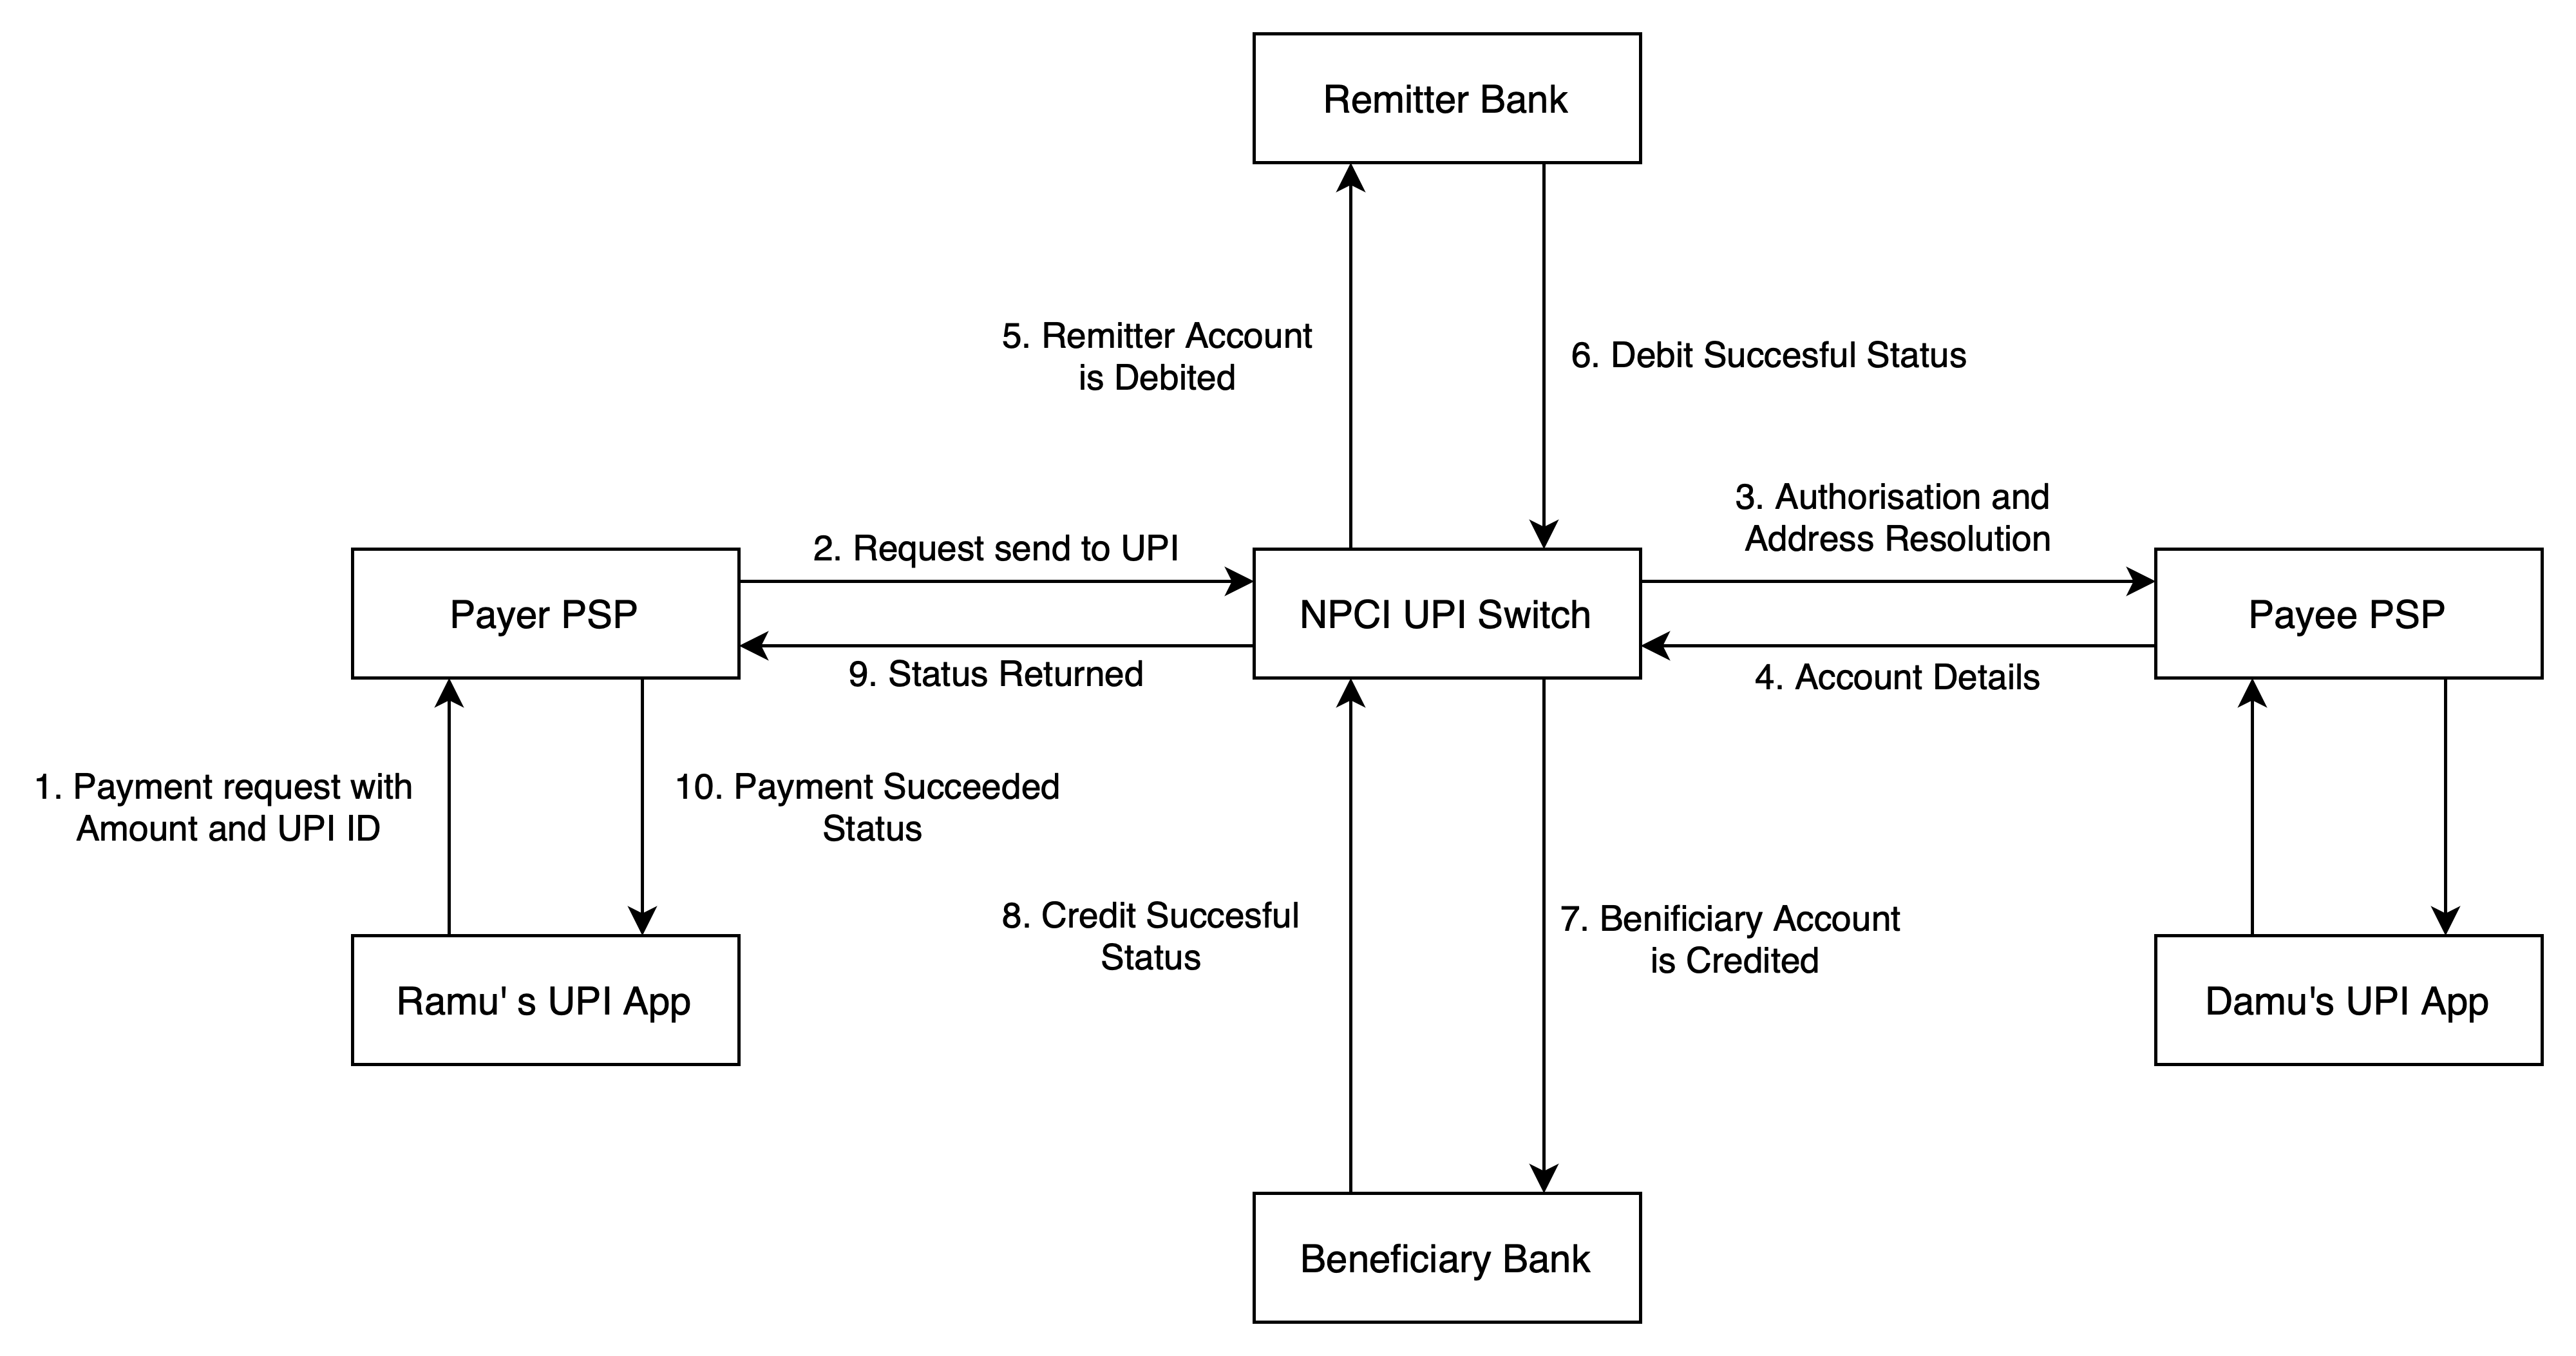 Remitter Bank
5. Remitter Account
is Debited
6. Debit Succesful Status
3. Authorisation and
Address Resolution
2. Request send to UPI
Payer PSP
NPCI UPI Switch
Payee PSP
9. Status Returned
4. Account Details
1. Payment request with
Amount and UPI ID
10. Payment Succeeded
Status
8. Credit Succesful
Status
7. Benificiary Account
is Credited
Ramu' s UPI App
Damu's UPI App
Beneficiary Bank